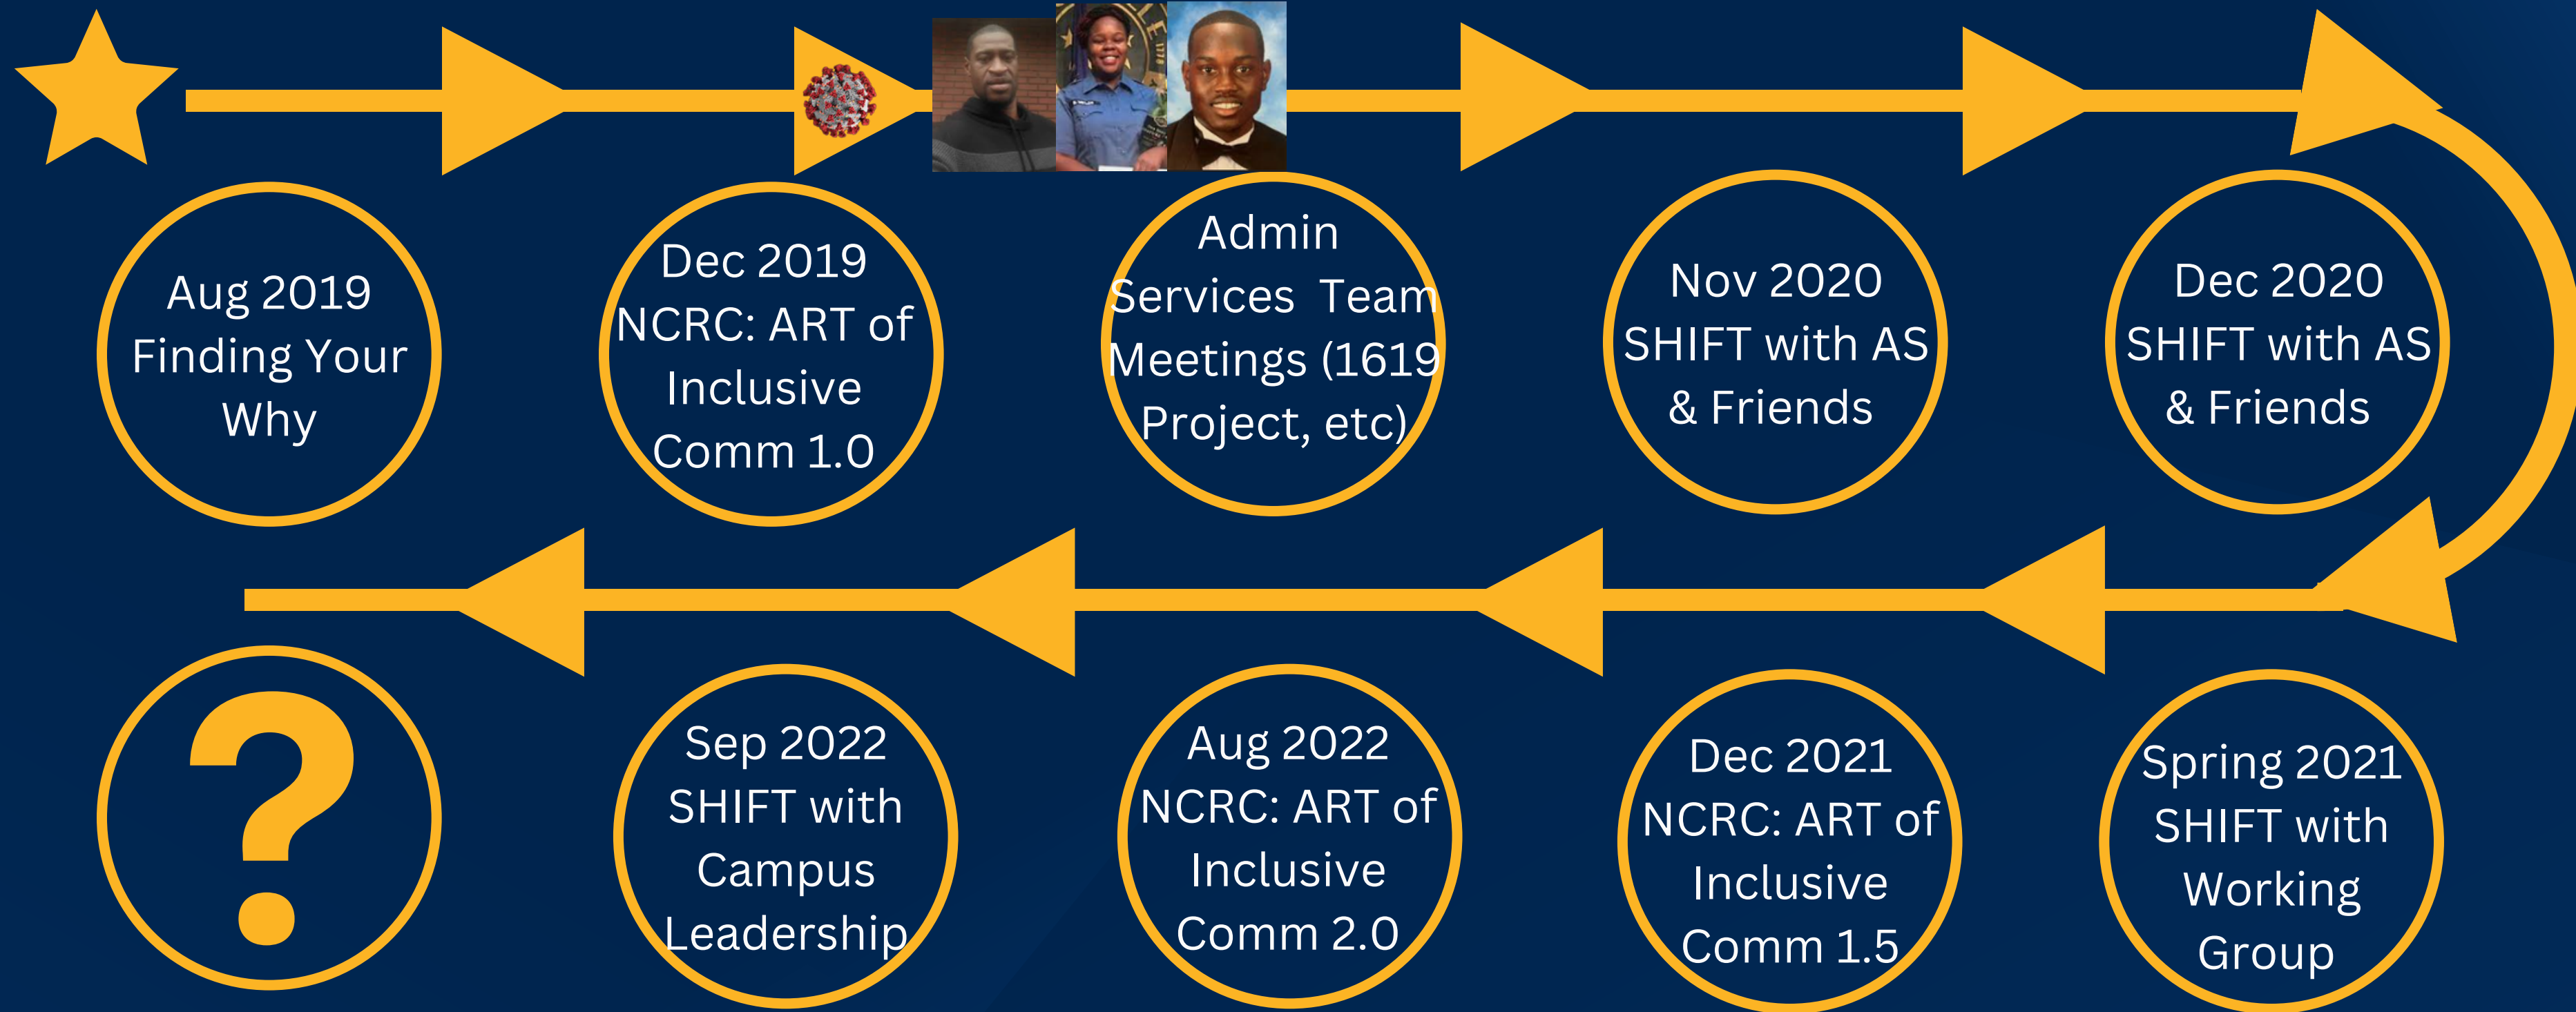 Aug 2019
Finding Your
Why
Dec 2019
NCRC: ART of
Inclusive
Comm 1.0
Admin
Services Team
Meetings (1619
Project, etc)
Nov 2020
SHIFT with AS
& Friends
Dec 2020
SHIFT with AS
& Friends
?
Sep 2022
SHIFT with
Campus
Leadership
Aug 2022
NCRC: ART of
Inclusive
Comm 2.0
Dec 2021
NCRC: ART of
Inclusive
Comm 1.5
Spring 2021
SHIFT with
Working
Group